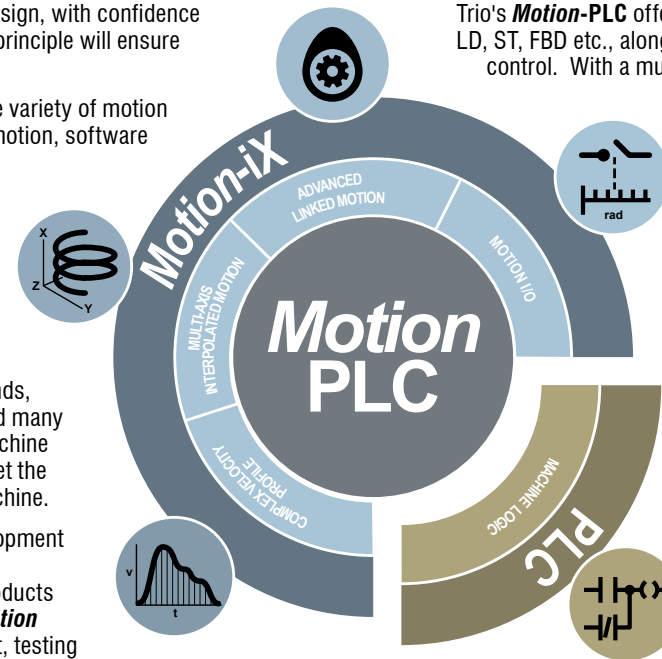 sign, with confidence
principle will ensure
e variety of motion
notion, software
Trio's Motion-PLC offe
LD, ST, FBD etc., along
control. With a mu
Motion-iX
ADVANCED
LINKED MOTION
MOTION I/O
rad
X
Z
Y
MULTI-AXIS
INTERPOLATED MOTION
Motion
PLC
COMPLEX VELOCITY
PROFILE
MACHINE LOGIC
PLC
v
t
nds,
d many
chine
et the
chine.
opment
oducts
tion
t, testing